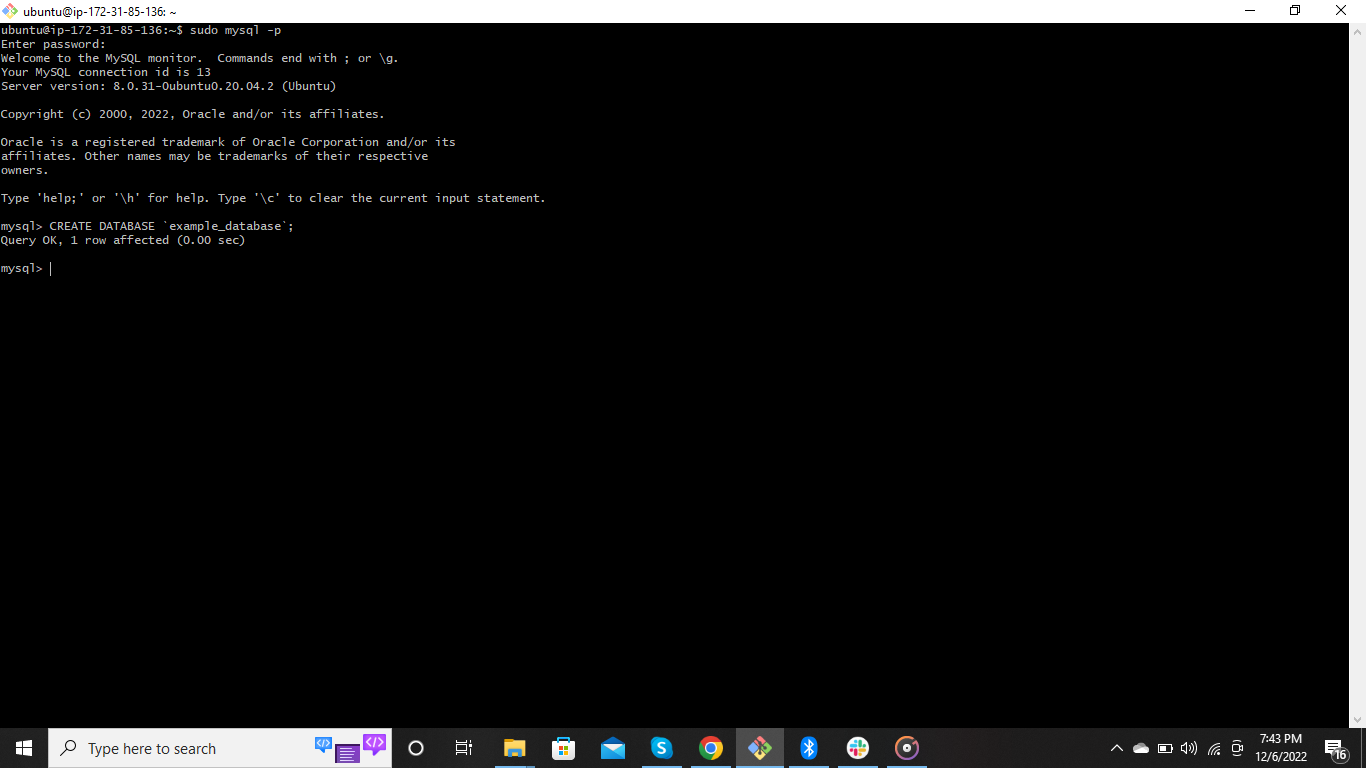 ubuntu@ip-172-31-85-136: ~
ubuntu@ip-172-31-85-136:~$ sudo mysql -p
Enter password:
Welcome to the MySQL monitor.  Commands end with ; or \g.
Your MySQL connection id is 13
Server version: 8.0.31-0ubuntu0.20.04.2 (Ubuntu)
Copyright (c) 2000, 2022, Oracle and/or its affiliates.
Oracle is a registered trademark of Oracle Corporation and/or its
affiliates. Other names may be trademarks of their respective
owners.
Type 'help;' or '\h' for help. Type '\c' to clear the current input statement.
mysql> CREATE DATABASE `example_database`;
Query OK, 1 row affected (0.00 sec)
mysql>
Type here to search
7:43 PM
12/6/2022
16